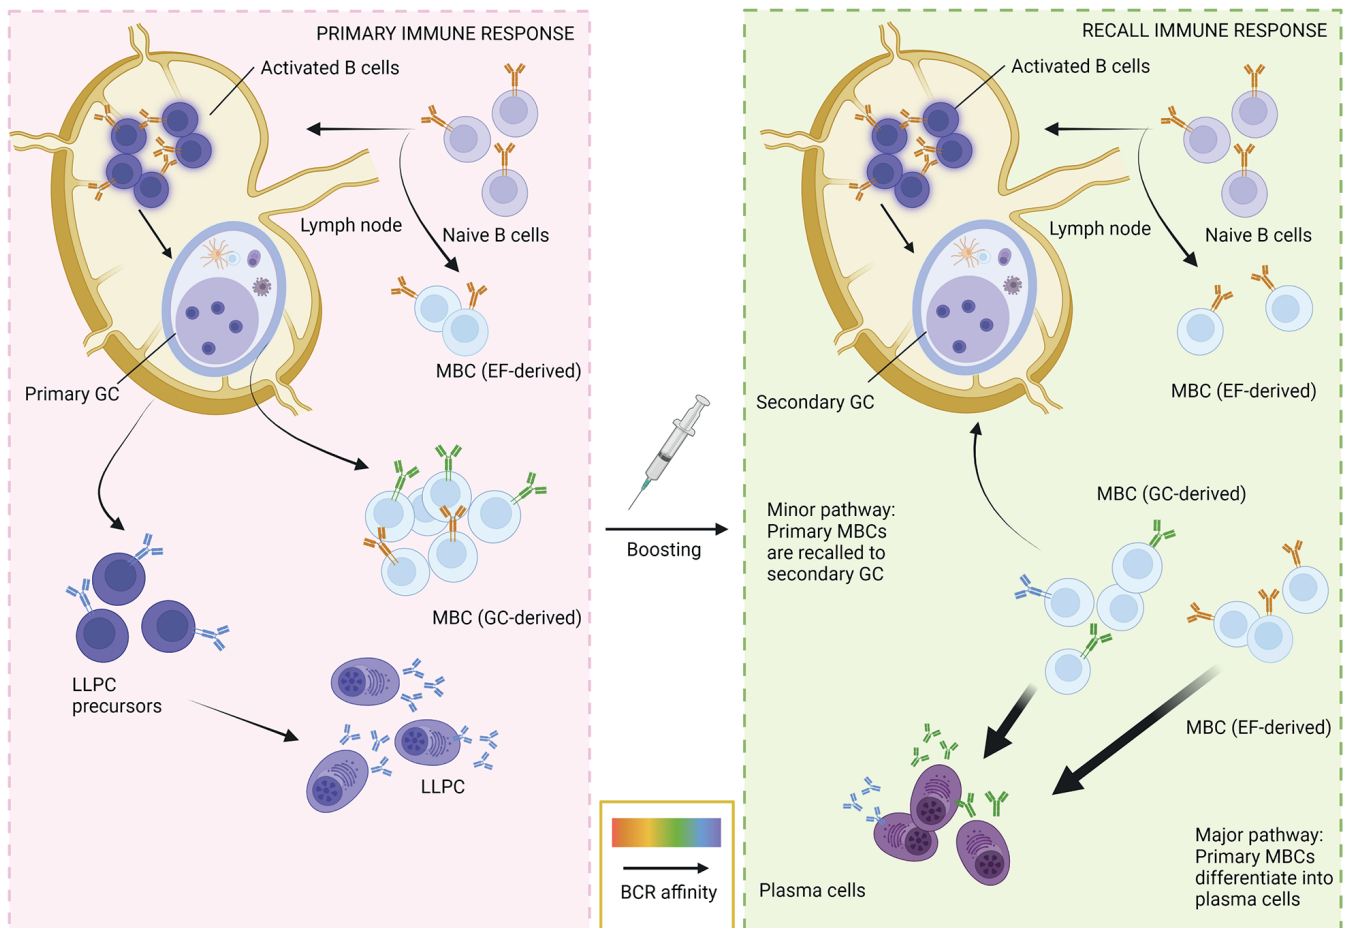 PRIMARY IMMUNE RESPONSE
Activated B cells
Lymph node
Naive B cells
MBC (EF-derived)
Primary GC
MBC (GC-derived)
LLPC
precursors
LLPC
Boosting
BCR affinity
RECALL IMMUNE RESPONSE
Activated B cells
Lymph node
Naive B cells
MBC (EF-derived)
Secondary GC
MBC (GC-derived)
Minor pathway:
Primary MBCs
are recalled to
secondary GC
MBC (EF-derived)
Major pathway:
Primary MBCs
differentiate into
plasma cells
Plasma cells